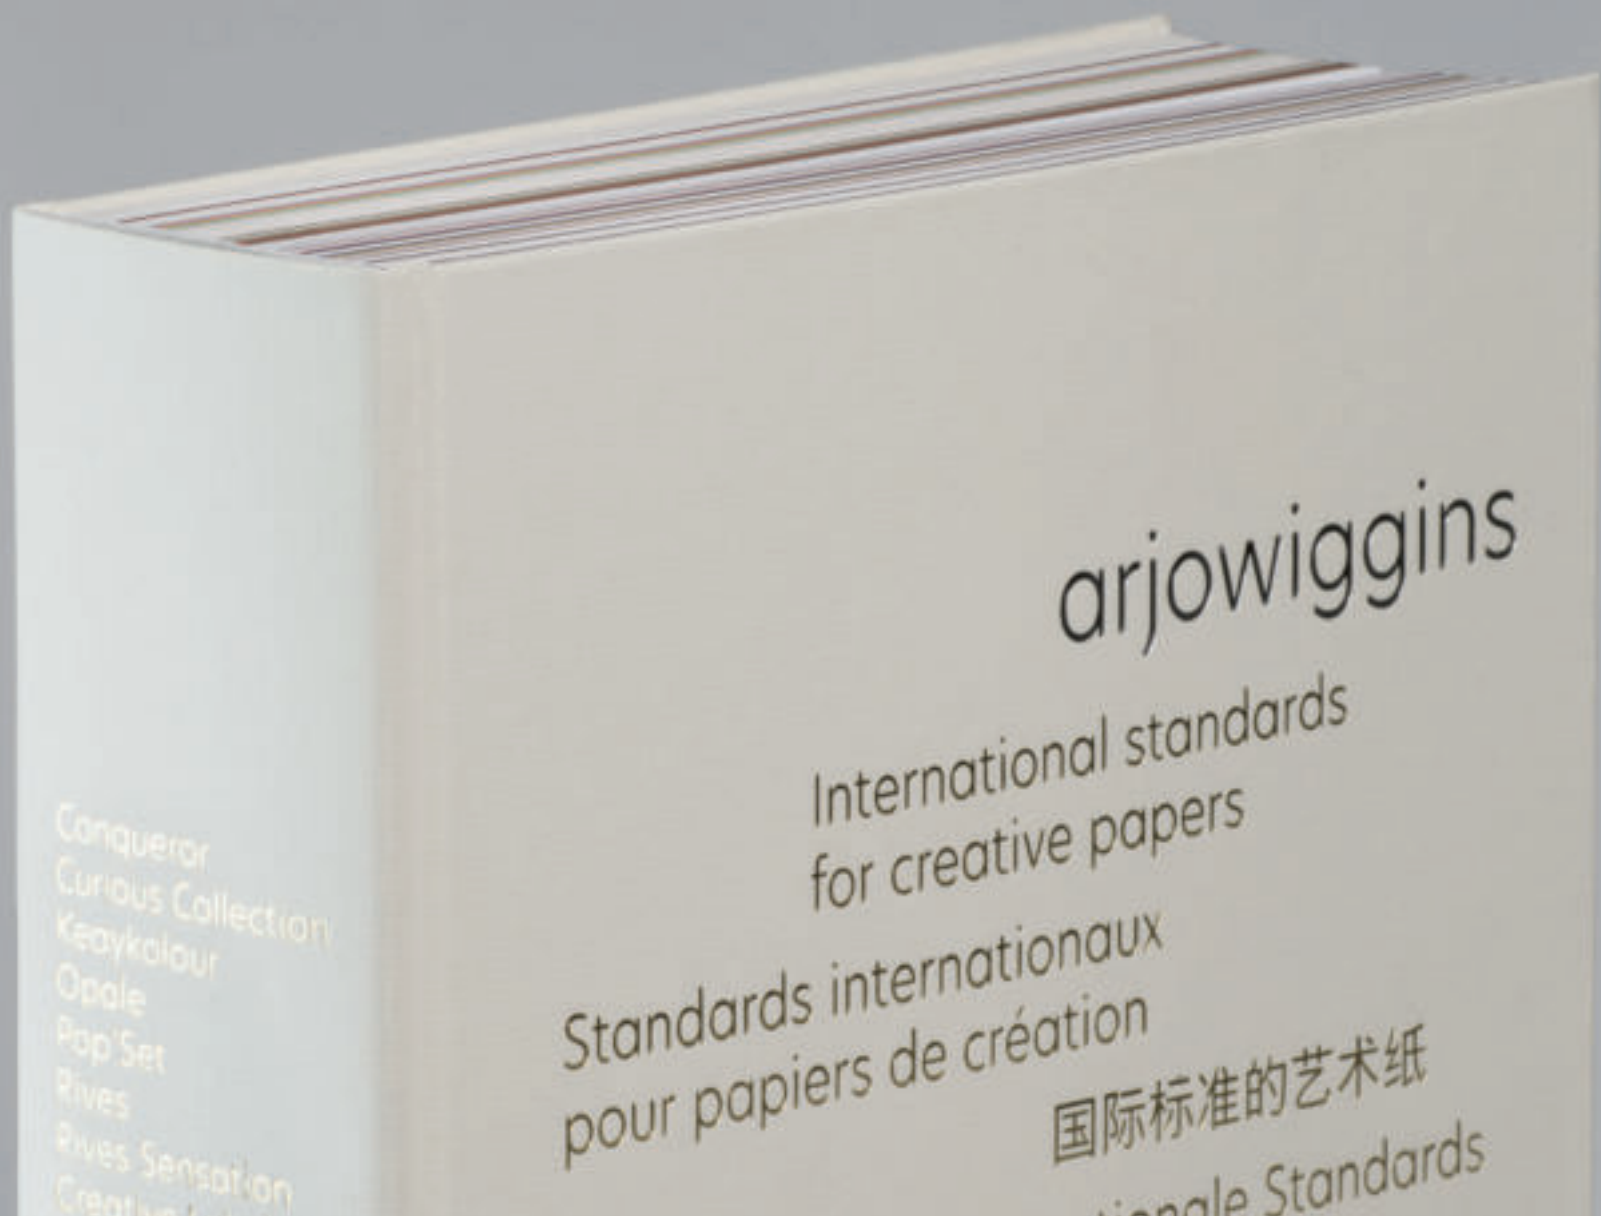 arjowiggins
International standards
for creative papers
Standards internationaux
pour papiers de création
国际标准的艺术纸
Standards
Conqueror
Curious Collection
Keaykolour
Opale
Pop'Set
Rives
Rives Sensation